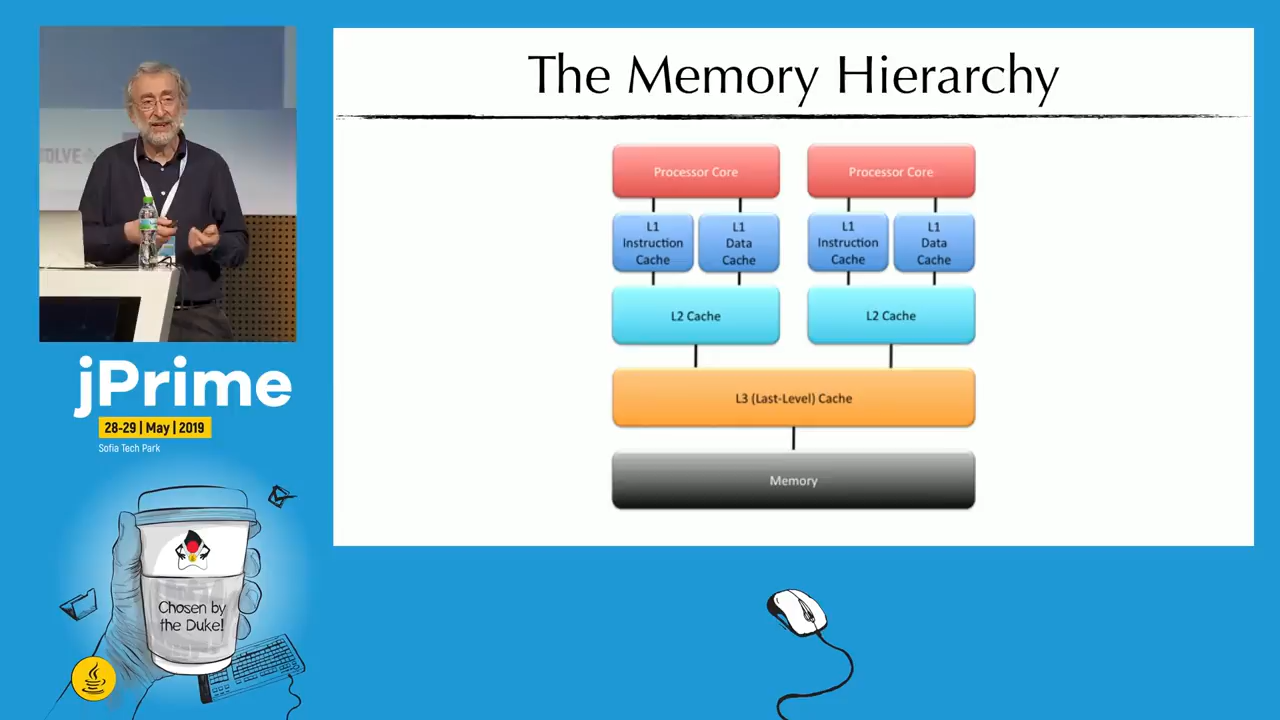 The Memory Hierarchy
Processor Core
Processor Core
L1
Instruction
Cache
L1
Data
Cache
L1
Instruction
Cache
L1
Data
Cache
L2 Cache
L2 Cache
L3 (Last-Level) Cache
Memory
jPrime
28-29 | May | 2019
Sofia Tech Park
Chosen by
the Duke!